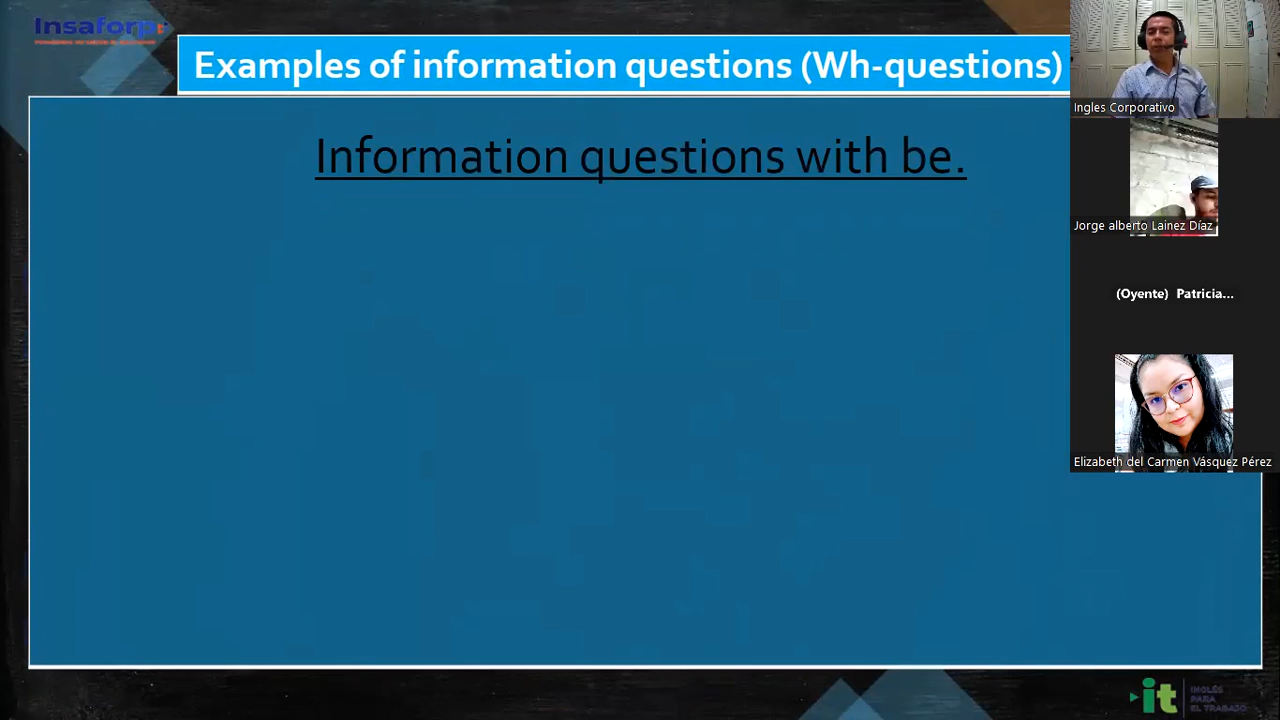 Insaforp
Examples of information questions (Wh-questions)
Information questions with be.
Ingles Corporativo
Jorge alberto Lainez Díaz
(Oyente) Patricia...
Elizabeth del Carmen Vásquez Pérez
it
INGLÉS
PARA
EL TRABAJO